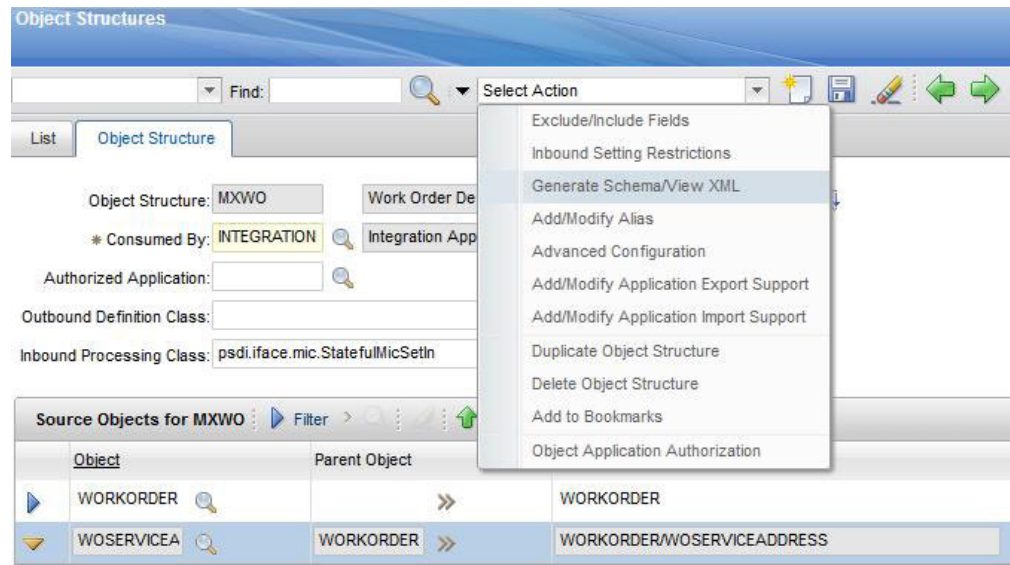 Object Structures
Find:
Select Action
List
Object Structure
Exclude/Include Fields
Inbound Setting Restrictions
Generate Schema/View XML
Add/Modify Alias
Advanced Configuration
Add/Modify Application Export Support
Add/Modify Application Import Support
Duplicate Object Structure
Delete Object Structure
Add to Bookmarks
Object Application Authorization
Object Structure: MXWO Work Order De
* Consumed By: INTEGRATION Integration App
Authorized Application:
Outbound Definition Class:
Inbound Processing Class: psdi.iface.mic.StatefulMicSetIn
Source Objects for MXWO Filter
Object Parent Object
WORKORDER WORKORDER
WOSERVICEA WORKORDER WORKORDER/WOSERVICEADDRESS